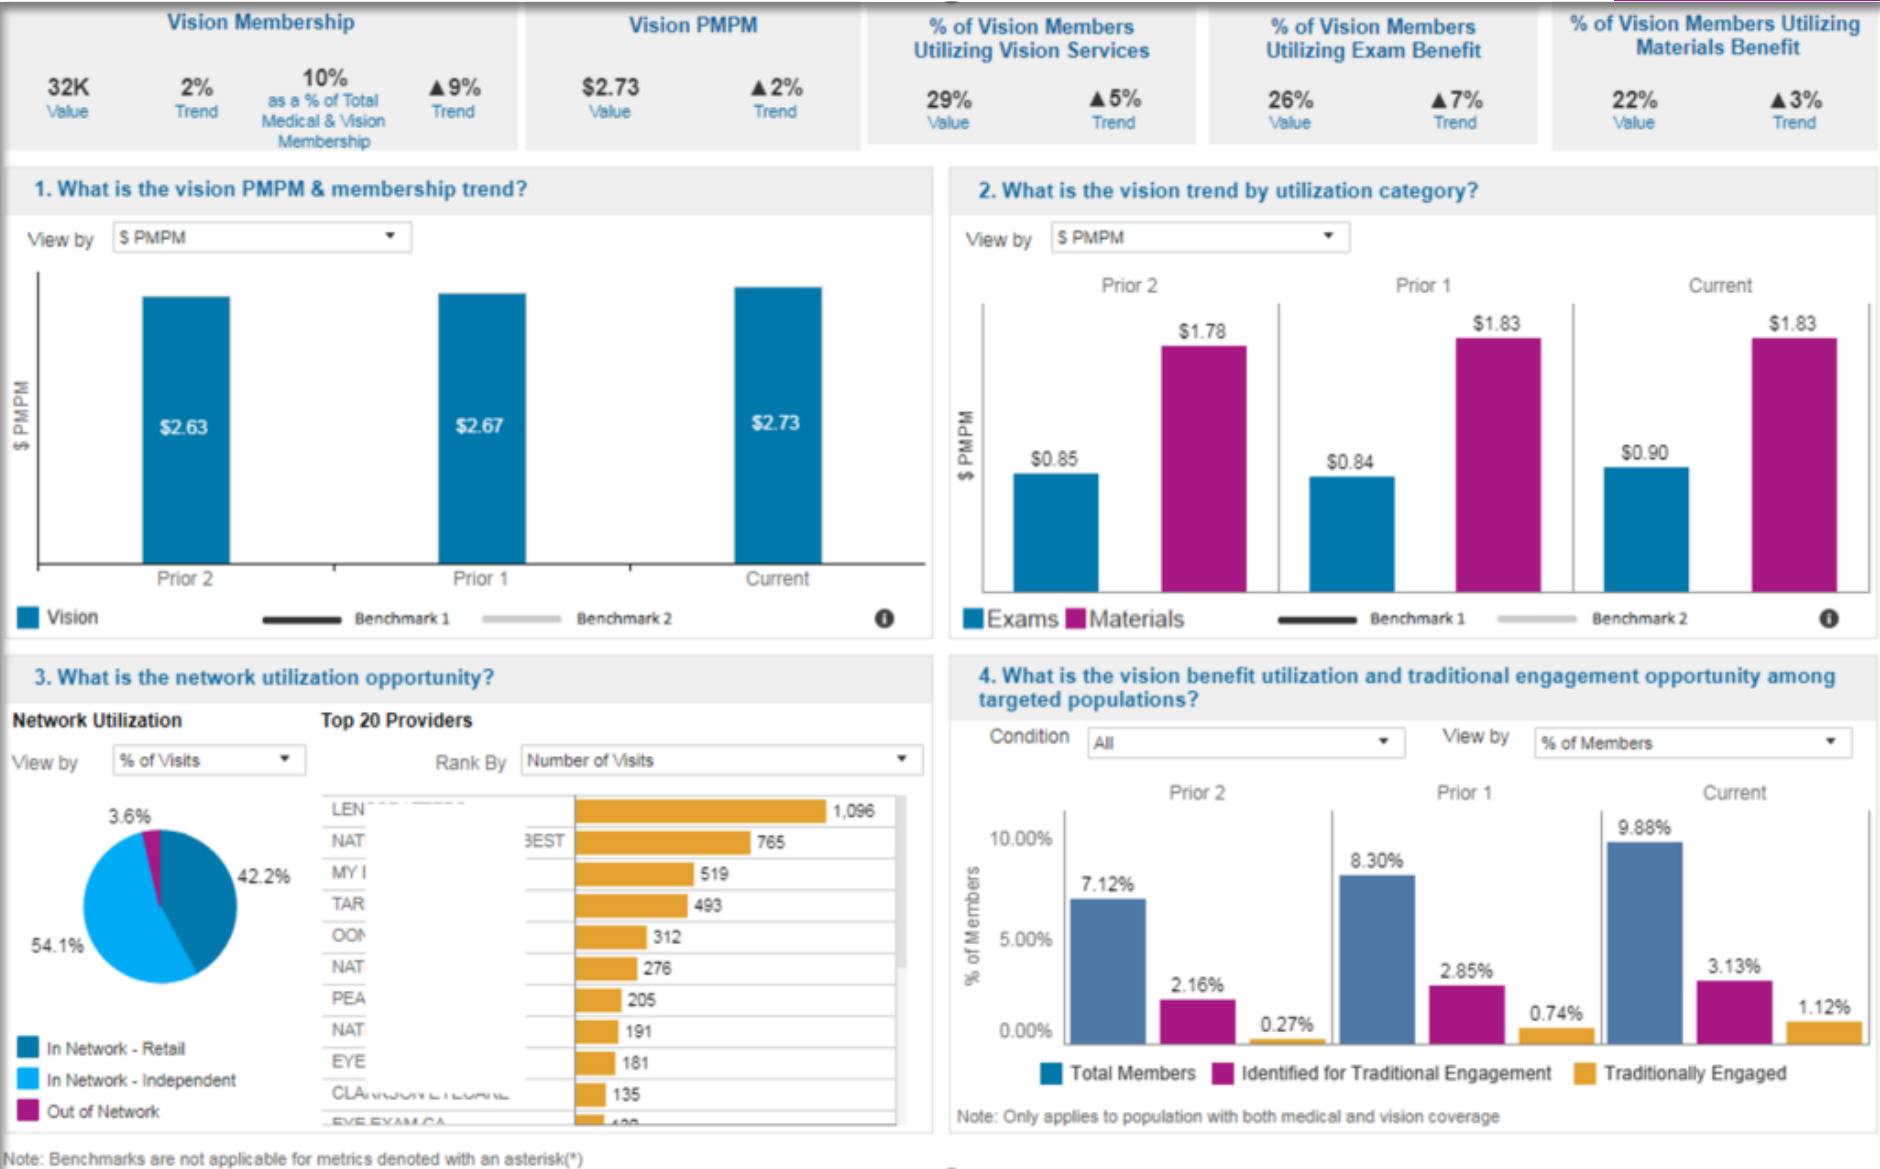 Vision Membership
32K
Value
2%
Trend
10%
as a % of Total
Medical & Vision
Membership
▲9%
Trend
Vision PMPM
$2.73
Value
▲2%
Trend
% of Vision Members
Utilizing Vision Services
29%
Value
▲5%
Trend
% of Vision Members
Utilizing Exam Benefit
26%
Value
▲7%
Trend
% of Vision Members Utilizing
Materials Benefit
22%
Value
▲3%
Trend
1. What is the vision PMPM & membership trend?
View by
$ PMPM
$ PMPM
$2.63
$2.67
$2.73
Prior 2
Prior 1
Current
Vision
Benchmark 1
Benchmark 2
2. What is the vision trend by utilization category?
View by
$ PMPM
Prior 2
Prior 1
Current
$ PMPM
$0.85
$1.78
$0.84
$1.83
$0.90
$1.83
Exams
Materials
Benchmark 1
Benchmark 2
3. What is the network utilization opportunity?
Network Utilization
View by
% of Visits
3.6%
42.2%
54.1%
In Network - Retail
In Network - Independent
Out of Network
Top 20 Providers
Rank By
Number of Visits
LEN
1,096
NAT
BEST
765
MY
519
TAR
493
OON
312
NAT
276
PEA
205
NAT
191
EYE
181
135
EYE EXAM CA
4. What is the vision benefit utilization and traditional engagement opportunity among
targeted populations?
Condition
All
View by
% of Members
Prior 2
Prior 1
Current
% of Members
10.00%
5.00%
0.00%
7.12%
2.16%
0.27%
8.30%
2.85%
0.74%
9.88%
3.13%
1.12%
Total Members
Identified for Traditional Engagement
Traditionally Engaged
Note: Only applies to population with both medical and vision coverage
Note: Benchmarks are not applicable for metrics denoted with an asterisk(*)